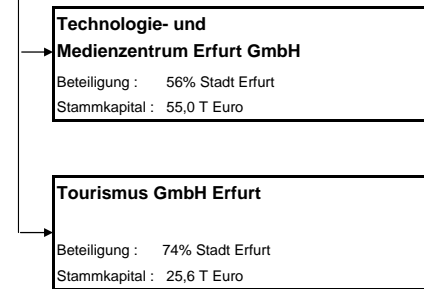 Technologie- und
Medienzentrum Erfurt GmbH
Beteiligung : 56% Stadt Erfurt
Stammkapital : 55,0 T Euro
Tourismus GmbH Erfurt
Beteiligung : 74% Stadt Erfurt
Stammkapital : 25,6 T Euro